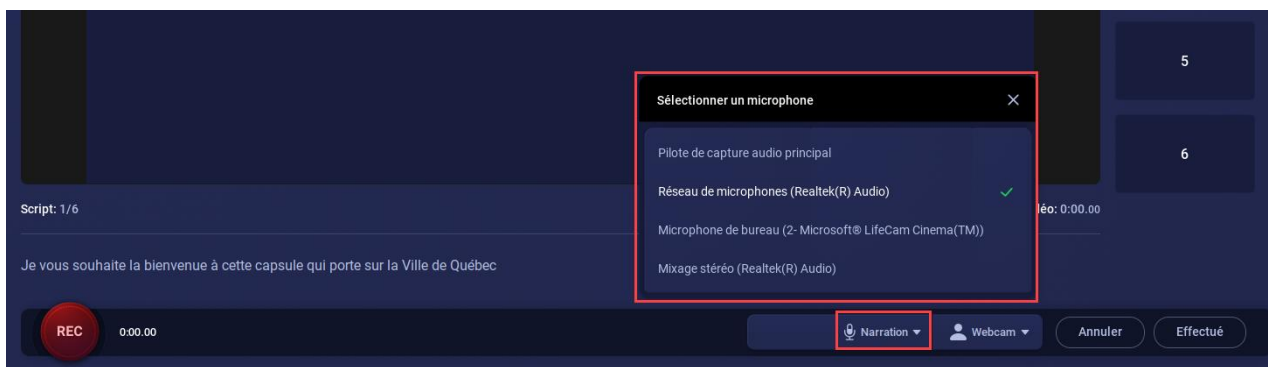 5
6
Sélectionner un microphone
Pilote de capture audio principal
Réseau de microphones (Realtek(R) Audio)
Microphone de bureau (2- Microsoft® LifeCam Cinema(TM))
Mixage stéréo (Realtek(R) Audio)
Script: 1/6
léo: 0:00.00
Je vous souhaite la bienvenue à cette capsule qui porte sur la Ville de Québec
REC 0:00.00 Narration Webcam Annuler Effectué